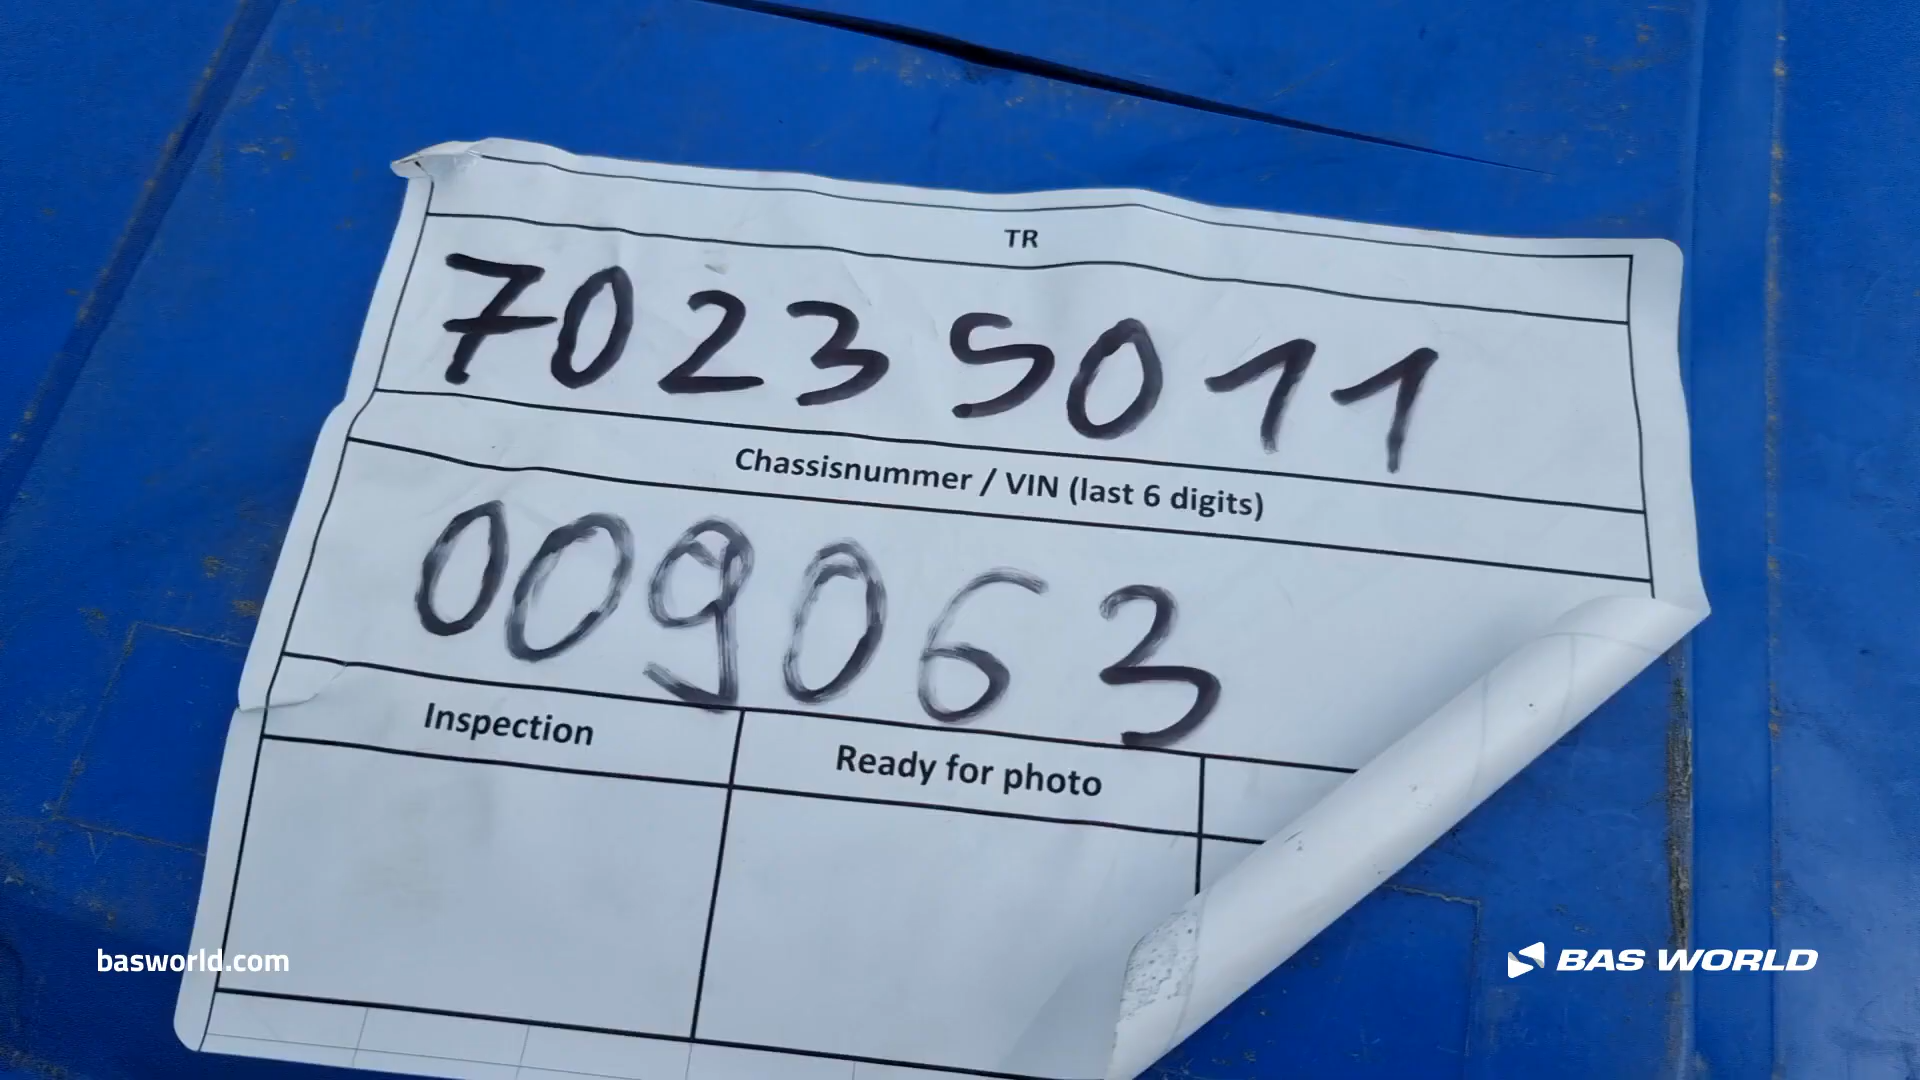 TR
70235011
Chassisnummer / VIN (last 6 digits)
009063
Inspection
Ready for photo
basworld.com
BAS WORLD